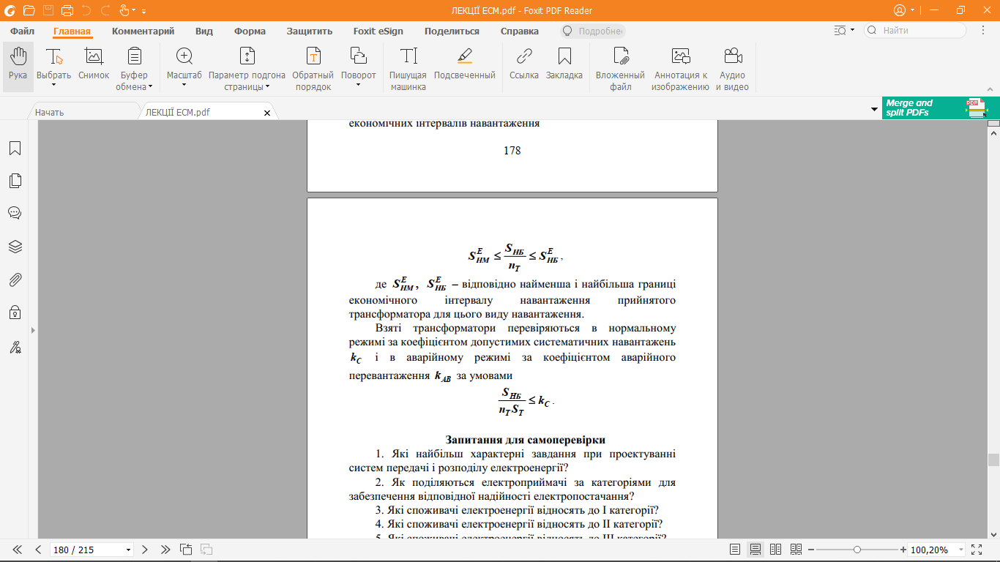 ЛЕКЦІЇ ЕСМ.pdf - Foxit PDF Reader
Файл Главная Комментарий Вид Форма Защитить Foxit eSign Поделиться Справка Подробнее Найти
Рука Выбрать Снимок Буфер обмена Масштаб Параметр подгона страницы Обратный порядок Поворот Пишущая машинка Подсвеченный Ссылка Закладка Вложенный файл Аннотация к изображению Аудио и видео
Начать ЛЕКЦІЇ ЕСМ.pdf
Merge and
split PDFs
PDF
економічних інтервалів навантаження
178
S_{НМ}^{Е} ≤ S_{НБ} / n_T ≤ S_{НБ}^{Е} ,
де S_{НМ}^{Е}, S_{НБ}^{Е} – відповідно найменша і найбільша границі
економічного інтервалу навантаження прийнятого
трансформатора для цього виду навантаження.
Взяті трансформатори перевіряються в нормальному
режимі за коефіцієнтом допустимих систематичних навантажень
k_C і в аварійному режимі за коефіцієнтом аварійного
перевантаження k_{АВ} за умовами
S_{НБ} / n_T S_T ≤ k_C .
Запитання для самоперевірки
1. Які найбільш характерні завдання при проектуванні
систем передачі і розподілу електроенергії?
2. Як поділяються електроприймачі за категоріями для
забезпечення відповідної надійності електропостачання?
3. Які споживачі електроенергії відносять до І категорії?
4. Які споживачі електроенергії відносять до ІІ категорії?
5. Які споживачі електроенергії відносять до ІІІ категорії?
180 / 215 100,20%